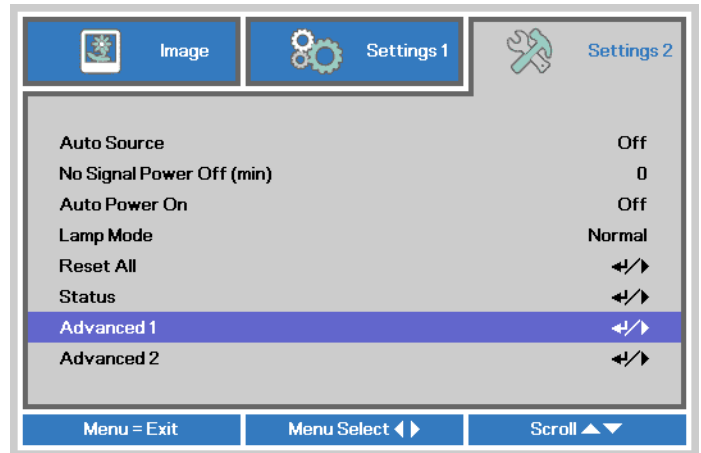 Image Settings 1 Settings 2
Auto Source Off
No Signal Power Off (min) 0
Auto Power On Off
Lamp Mode Normal
Reset All ↵/▶
Status ↵/▶
Advanced 1 ↵/▶
Advanced 2 ↵/▶
Menu = Exit Menu Select ◀▶ Scroll ▲▼